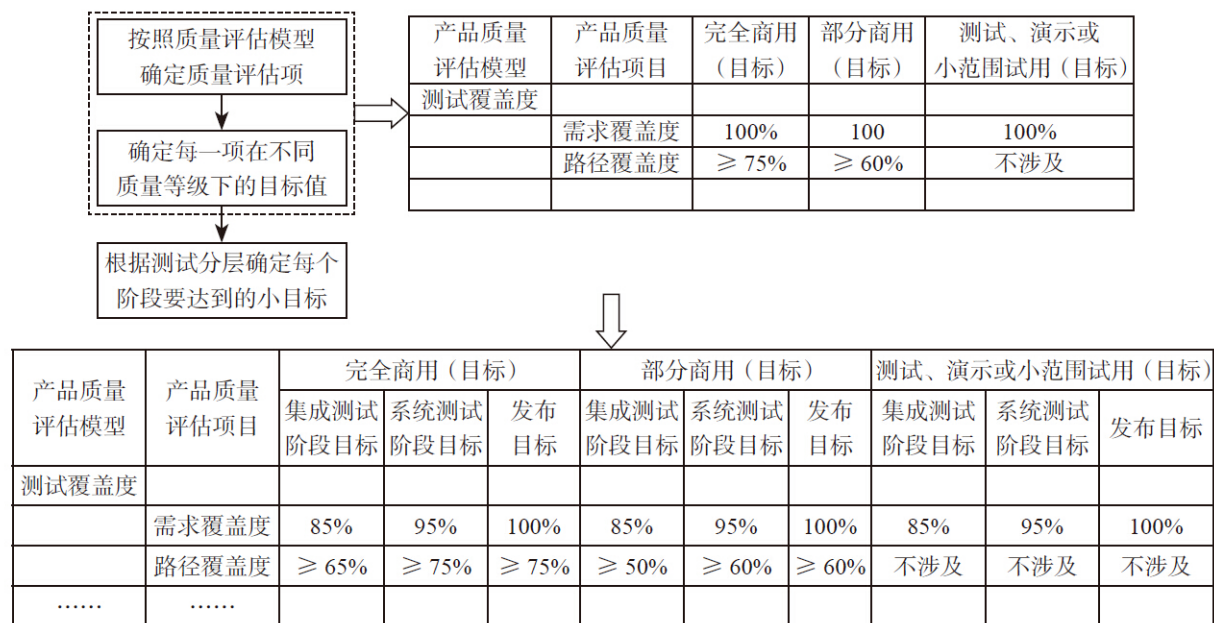 按照质量评估模型
确定质量评估项
确定每一项在不同
质量等级下的目标值
根据测试分层确定每个
阶段要达到的小目标
产品质量 产品质量 完全商用 部分商用 测试、演示或
评估模型 评估项目 （目标） （目标） 小范围试用（目标）
测试覆盖度
需求覆盖度 100% 100 100%
路径覆盖度 ≥75% ≥60% 不涉及
产品质量 产品质量 完全商用（目标） 部分商用（目标） 测试、演示或小范围试用（目标）
评估模型 评估项目 集成测试 系统测试 发布 集成测试 系统测试 发布 集成测试 系统测试 发布目标
阶段目标 阶段目标 目标 阶段目标 阶段目标 目标 阶段目标 阶段目标
测试覆盖度
需求覆盖度 85% 95% 100% 85% 95% 100% 85% 95% 100%
路径覆盖度 ≥65% ≥75% ≥75% ≥50% ≥60% ≥60% 不涉及 不涉及 不涉及
…… ……